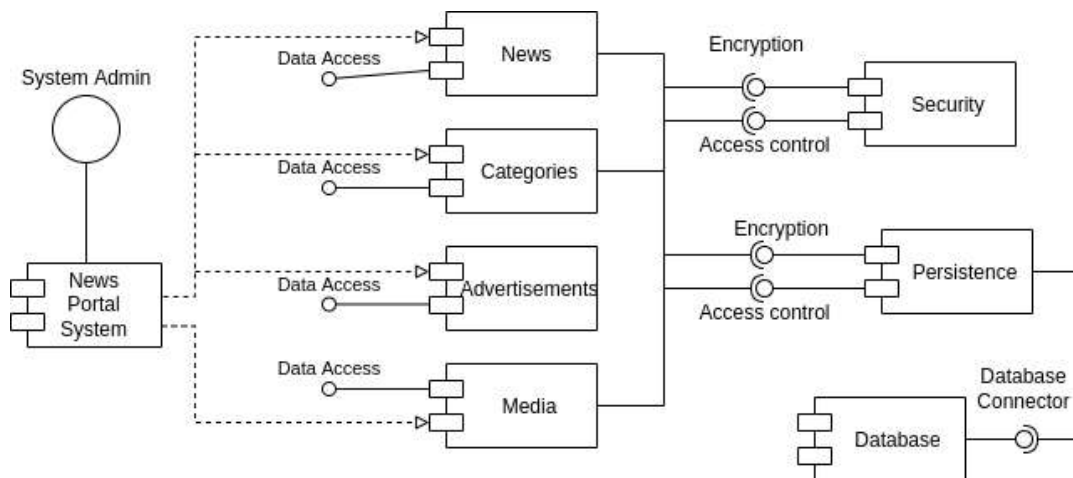 System Admin
News
Portal
System
Data Access
News
Data Access
Categories
Data Access
Advertisements
Data Access
Media
Encryption
Access control
Security
Encryption
Access control
Persistence
Database
Connector
Database